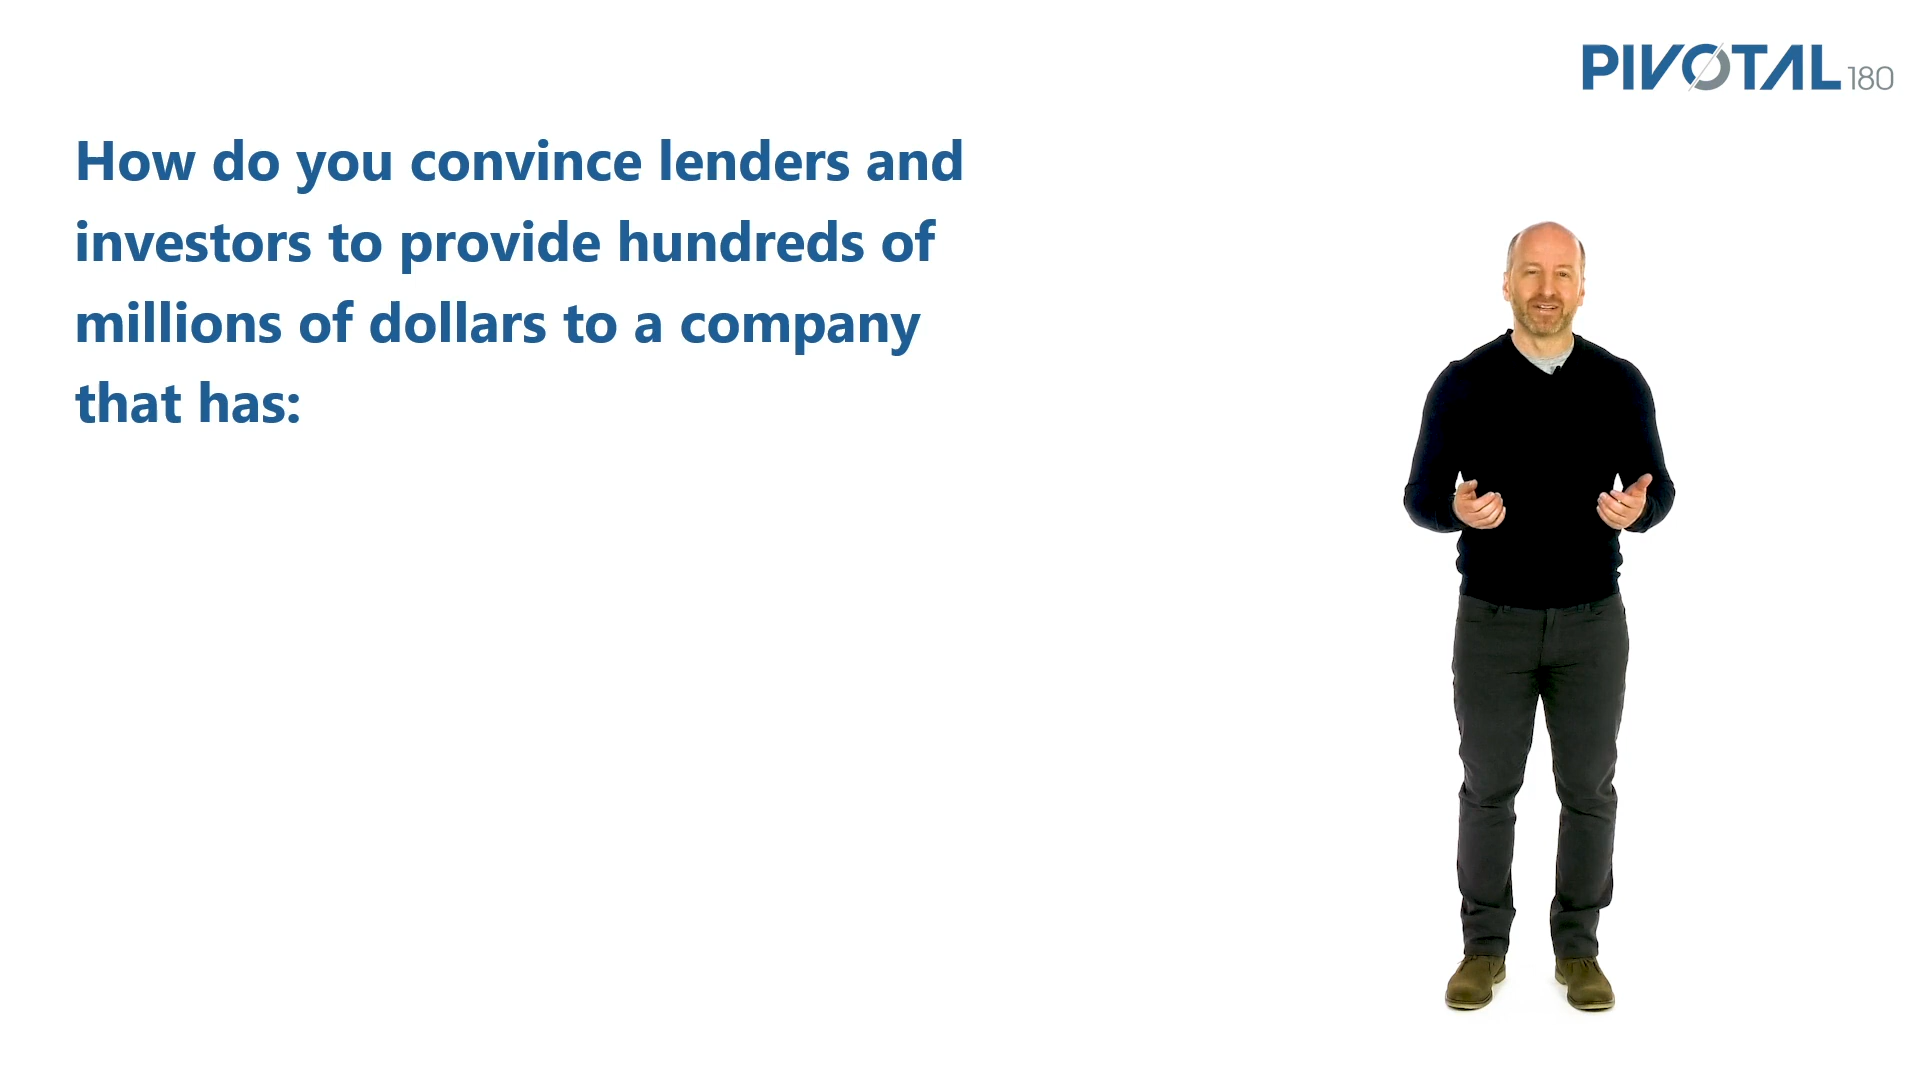 PIVOTAL 180
How do you convince lenders and
investors to provide hundreds of
millions of dollars to a company
that has: